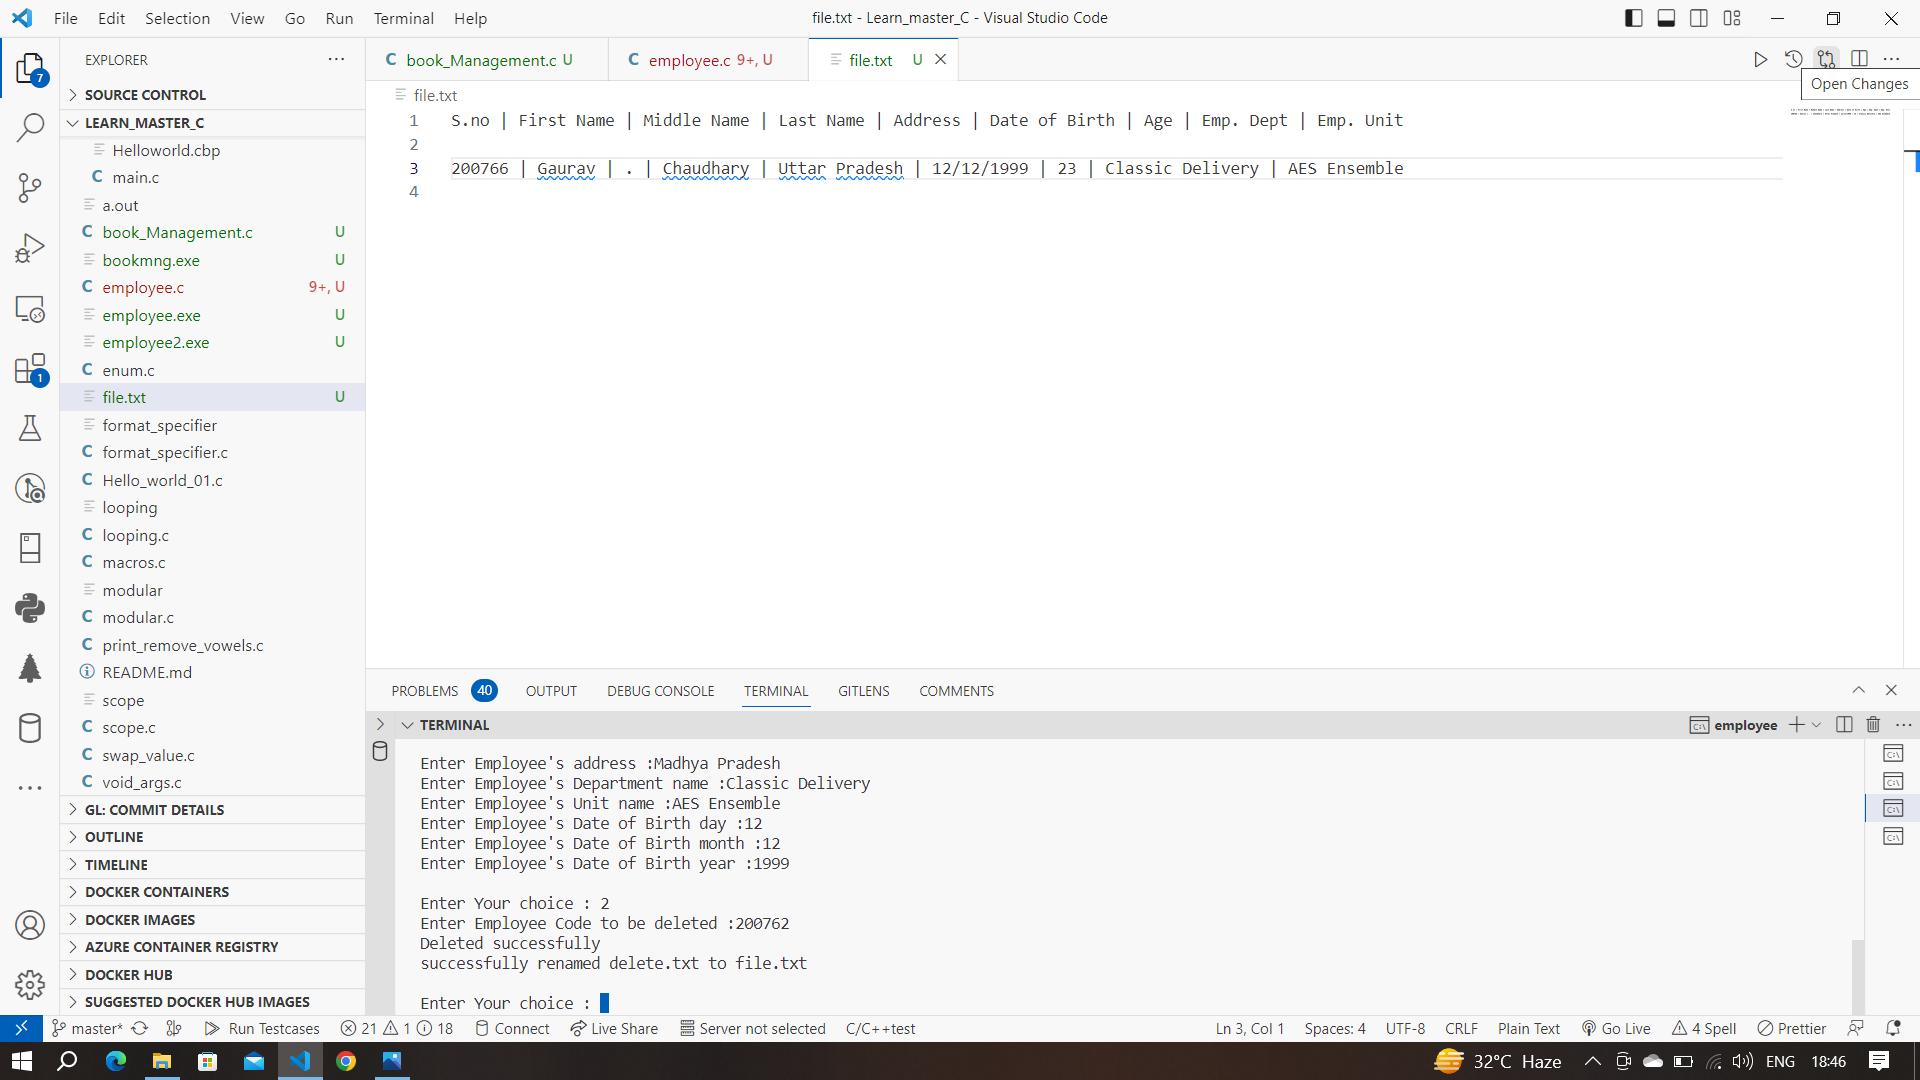 File Edit Selection View Go Run Terminal Help
file.txt - Learn_master_C - Visual Studio Code
EXPLORER
SOURCE CONTROL
LEARN_MASTER_C
Helloworld.cbp
C main.c
a.out
C book_Management.c U
bookmng.exe U
C employee.c 9+, U
employee.exe U
employee2.exe U
C enum.c
file.txt U
format_specifier
C format_specifier.c
C Hello_world_01.c
looping
C looping.c
C macros.c
modular
C modular.c
C print_remove_vowels.c
README.md
scope
C scope.c
C swap_value.c
C void_args.c
GL: COMMIT DETAILS
OUTLINE
TIMELINE
DOCKER CONTAINERS
DOCKER IMAGES
AZURE CONTAINER REGISTRY
DOCKER HUB
SUGGESTED DOCKER HUB IMAGES
7
1
C book_Management.c U
C employee.c 9+, U
file.txt U
Open Changes
file.txt
1 S.no | First Name | Middle Name | Last Name | Address | Date of Birth | Age | Emp. Dept | Emp. Unit
2
3 200766 | Gaurav | . | Chaudhary | Uttar Pradesh | 12/12/1999 | 23 | Classic Delivery | AES Ensemble
4
PROBLEMS 40 OUTPUT DEBUG CONSOLE TERMINAL GITLENS COMMENTS
TERMINAL
employee
Enter Employee's address :Madhya Pradesh
Enter Employee's Department name :Classic Delivery
Enter Employee's Unit name :AES Ensemble
Enter Employee's Date of Birth day :12
Enter Employee's Date of Birth month :12
Enter Employee's Date of Birth year :1999
Enter Your choice : 2
Enter Employee Code to be deleted :200762
Deleted successfully
successfully renamed delete.txt to file.txt
Enter Your choice :
master* Run Testcases 21 1 18 Connect Live Share Server not selected C/C++test
Ln 3, Col 1 Spaces: 4 UTF-8 CRLF Plain Text Go Live 4 Spell Prettier
32°C Haze ENG 18:46